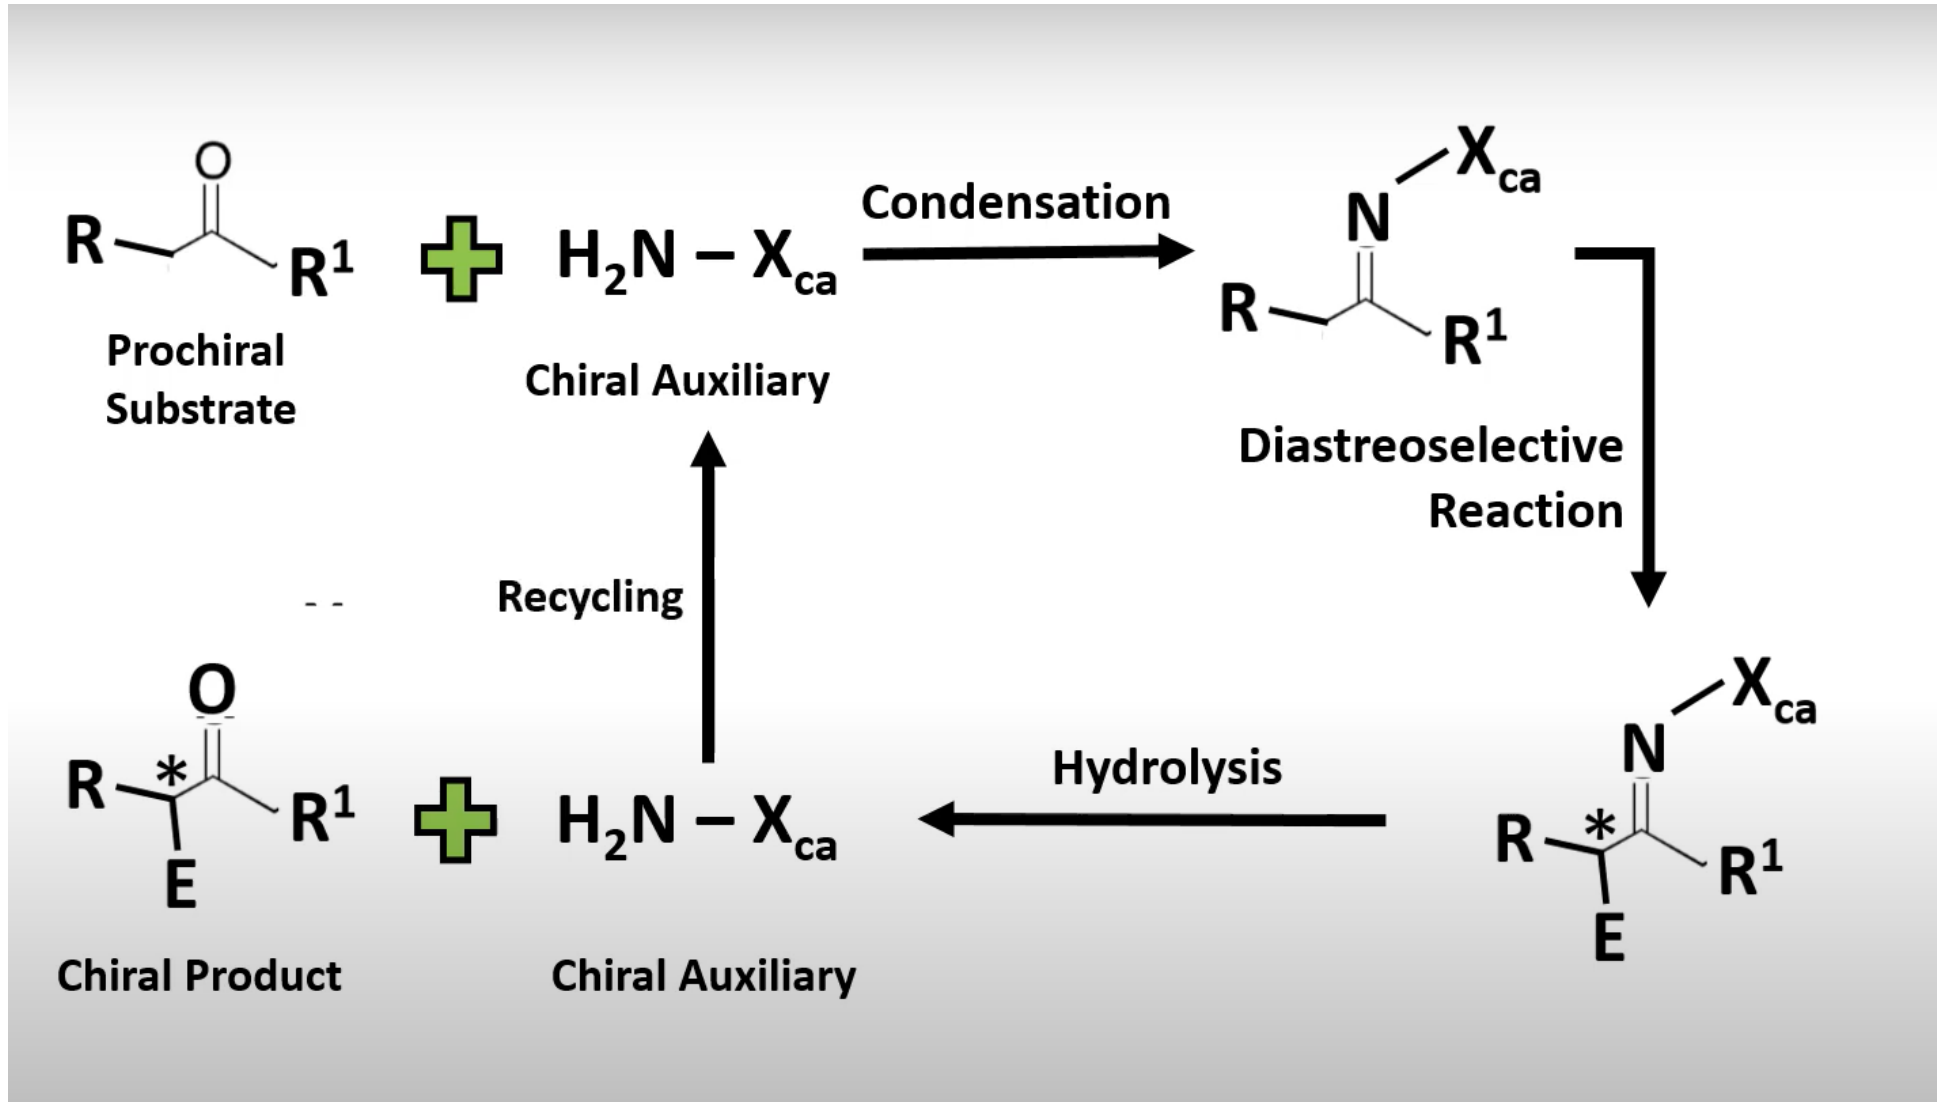 O
R
R¹
Prochiral
Substrate
H₂N – Xca
Chiral Auxiliary
Condensation
N
Xca
R
R¹
Diastreoselective
Reaction
Recycling
O
R
*
R¹
E
Chiral Product
H₂N – Xca
Chiral Auxiliary
Hydrolysis
N
Xca
R
*
R¹
E